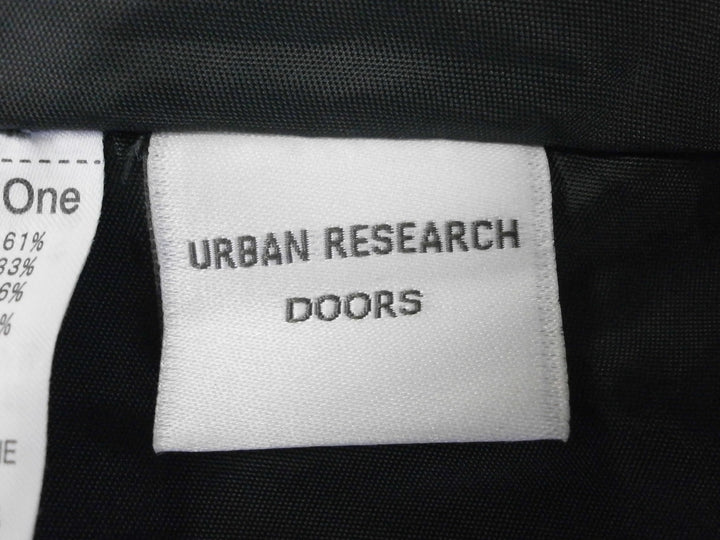 One
61%
33%
6%
%
URBAN RESEARCH
DOORS